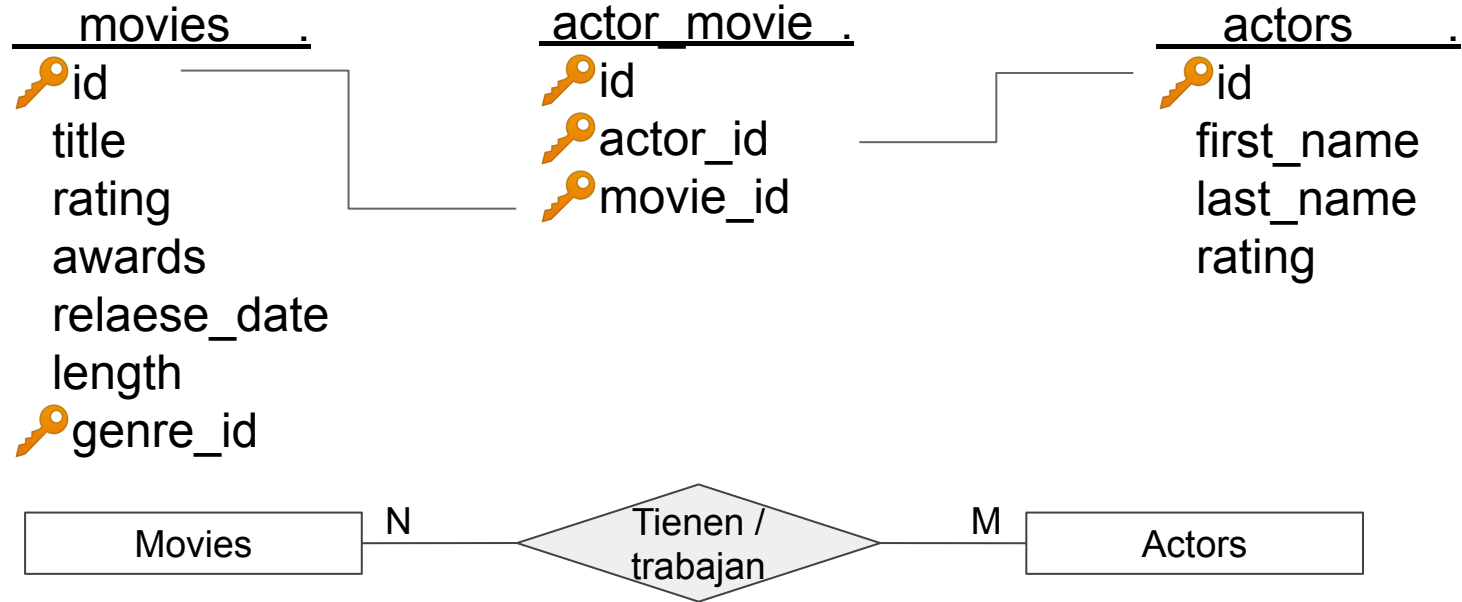 movies .
id
title
rating
awards
relaese_date
length
genre_id
actor_movie .
id
actor_id
movie_id
actors .
id
first_name
last_name
rating
Movies
N
Tienen /
trabajan
M
Actors